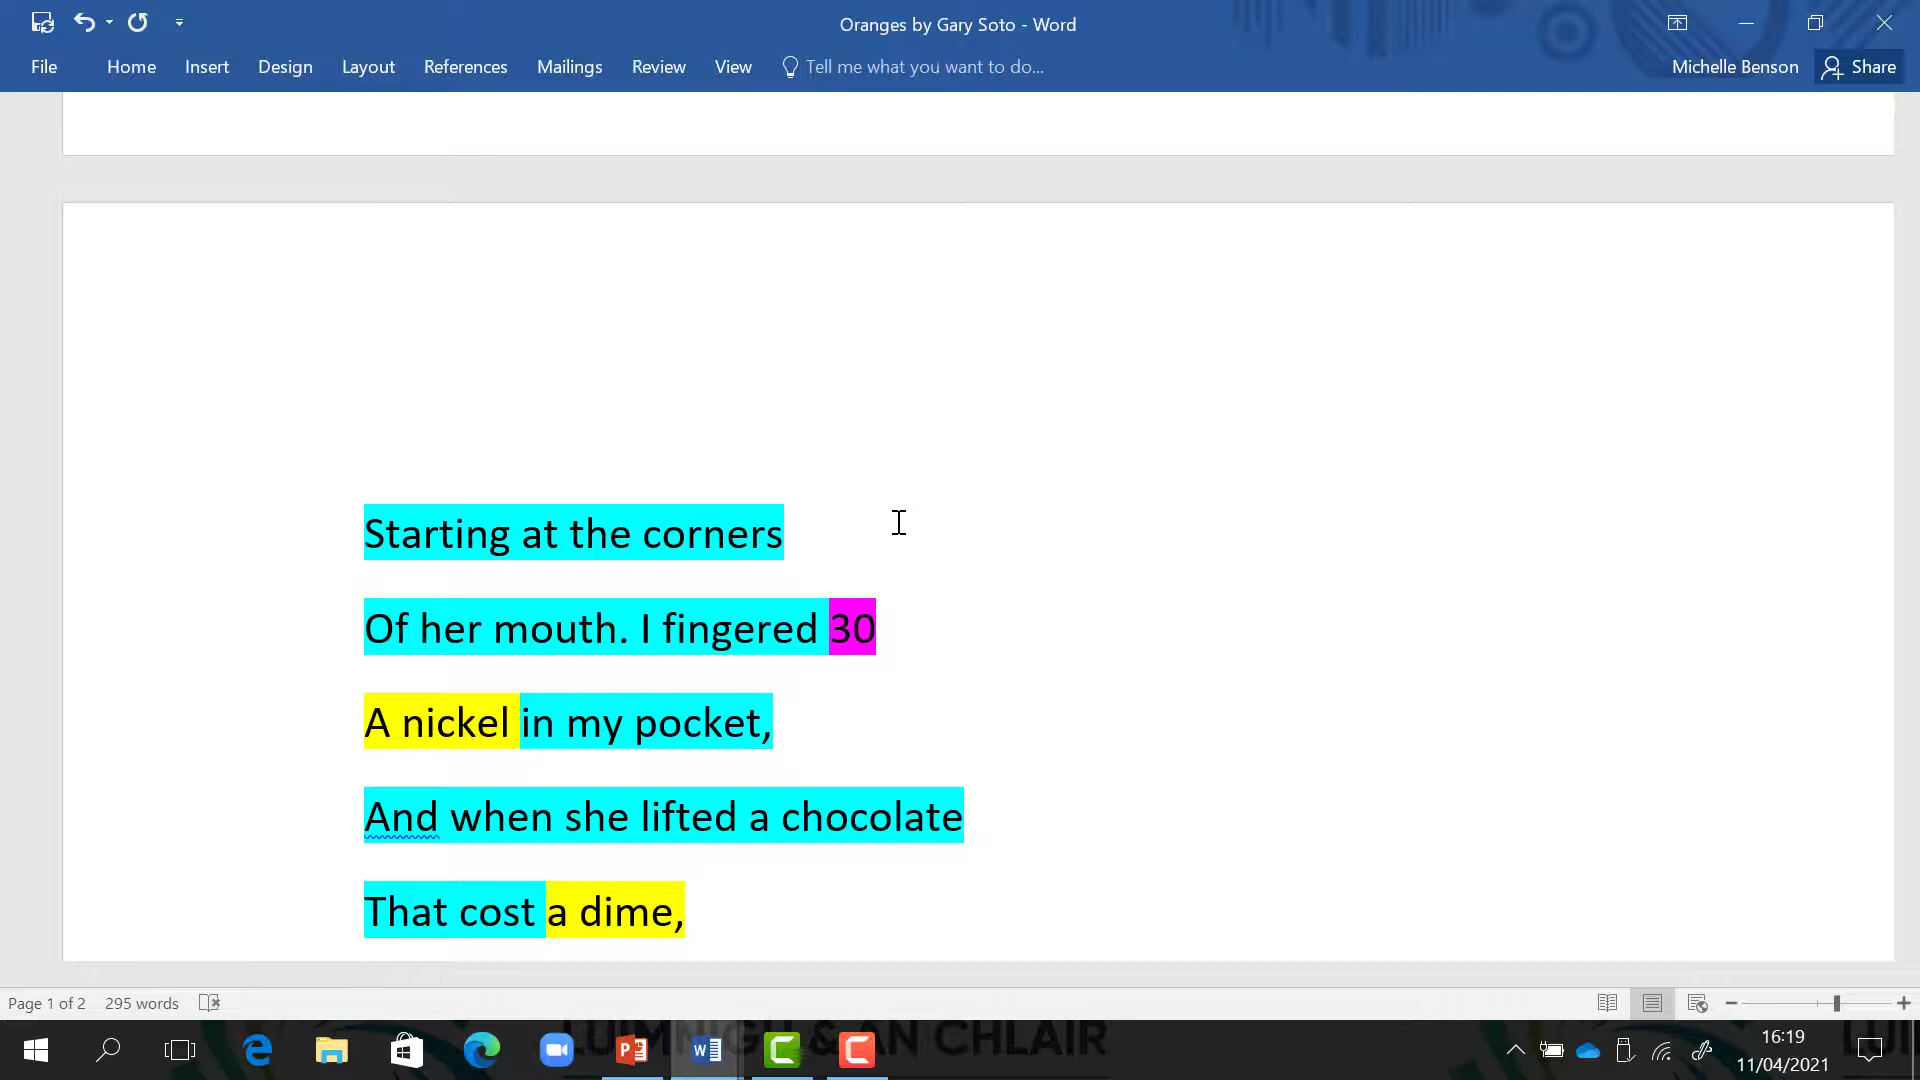 Oranges by Gary Soto - Word
File Home Insert Design Layout References Mailings Review View Tell me what you want to do... Michelle Benson Share
Starting at the corners
Of her mouth. I fingered 30
A nickel in my pocket,
And when she lifted a chocolate
That cost a dime,
Page 1 of 2 295 words
AN CHLAIR
16:19
11/04/2021